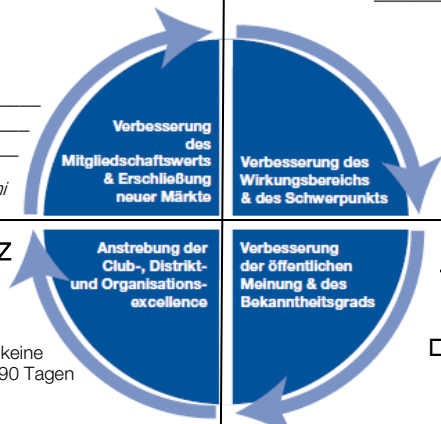 Verbesserung
des
Mitgliedschaftswerts
& Erschließung
neuer Märkte
Verbesserung des
Wirkungsbereichs
& des Schwerpunkts
Anstrebung der
Club-, Distrikt-
und Organisations-
excellence
Verbesserung
der öffentlichen
Meinung & des
Bekanntheitsgrads
Z
keine
90 Tagen